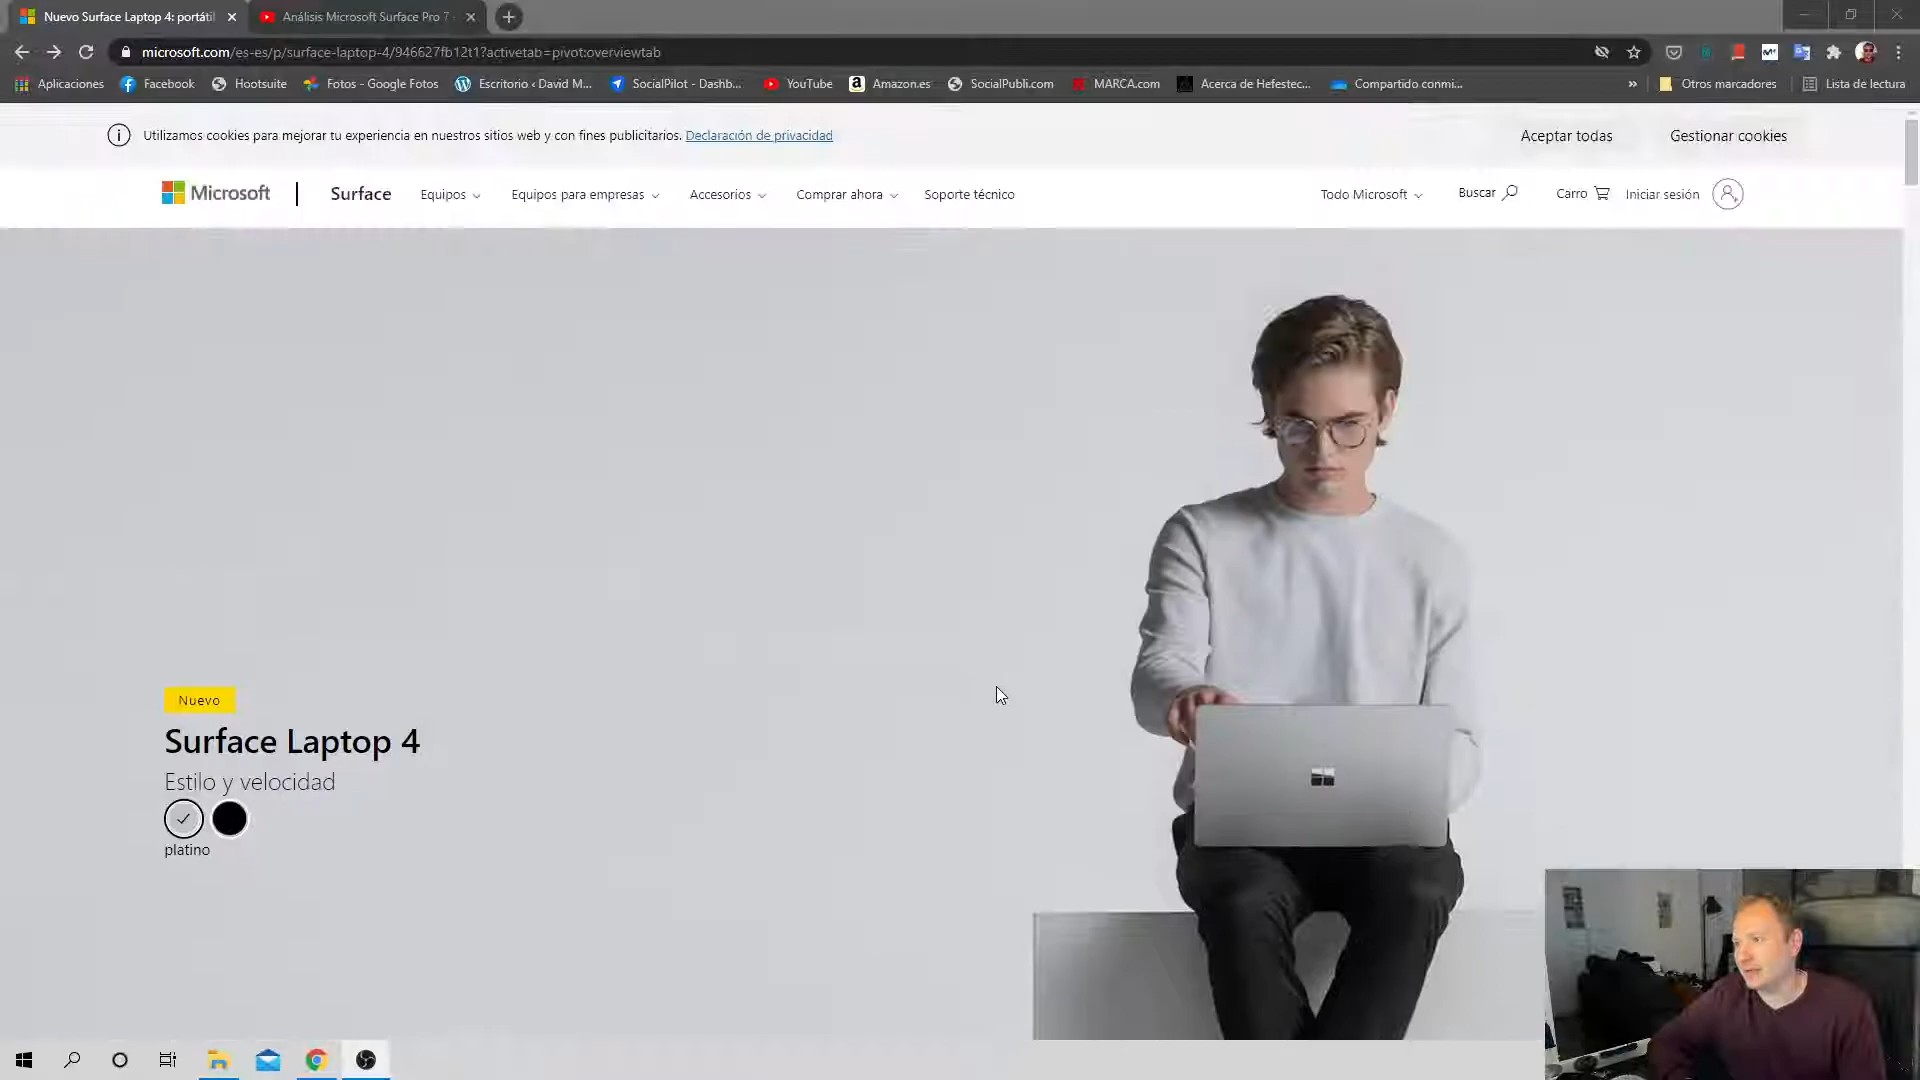 Nuevo Surface Laptop 4: portátil
Análisis Microsoft Surface Pro 7
microsoft.com/es-es/p/surface-laptop-4/946627fb12t1?activetab=pivot:overviewtab
Aplicaciones Facebook Hootsuite Fotos - Google Fotos Escritorio ‹ David M... SocialPilot - Dashb... YouTube Amazon.es SocialPubli.com MARCA.com Acerca de Hefestec... Compartido conmi... » Otros marcadores Lista de lectura
Utilizamos cookies para mejorar tu experiencia en nuestros sitios web y con fines publicitarios. Declaración de privacidad Aceptar todas Gestionar cookies
Microsoft Surface Equipos Equipos para empresas Accesorios Comprar ahora Soporte técnico Todo Microsoft Buscar Carro Iniciar sesión
Nuevo
Surface Laptop 4
Estilo y velocidad
platino